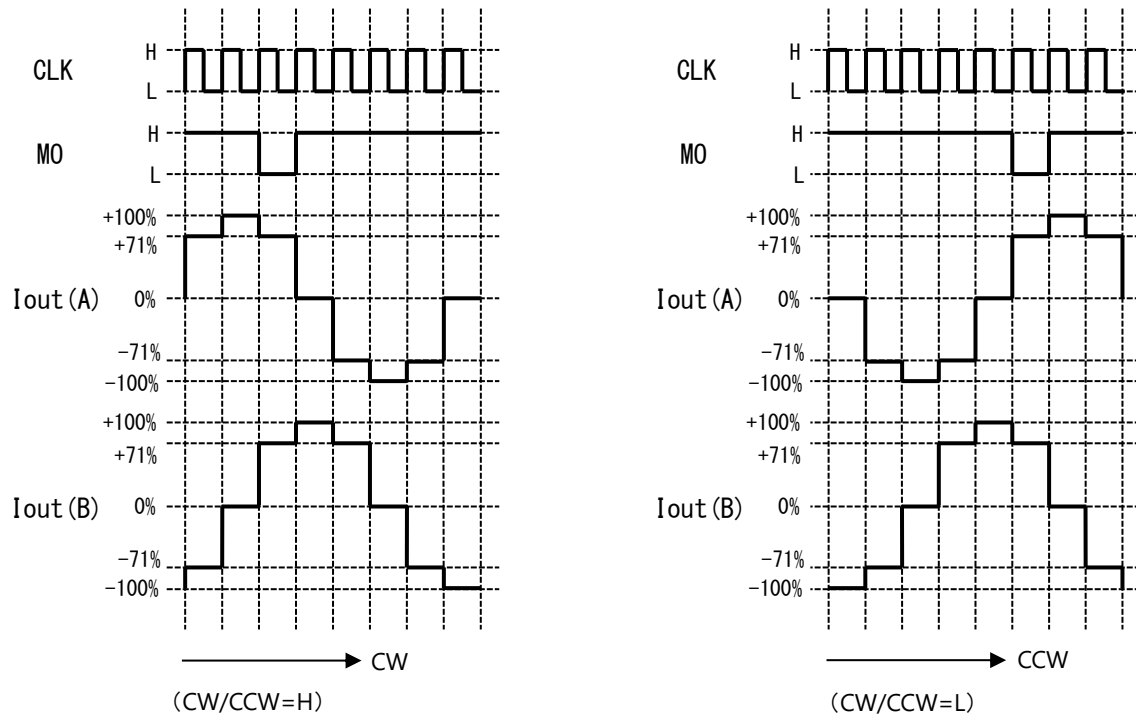 CLK
H
L
MO
H
L
+100%
+71%
Iout(A)
0%
-71%
-100%
+100%
+71%
Iout(B)
0%
-71%
-100%
CW
(CW/CCW=H)
CLK
H
L
MO
H
L
+100%
+71%
Iout(A)
0%
-71%
-100%
+100%
+71%
Iout(B)
0%
-71%
-100%
CCW
(CW/CCW=L)